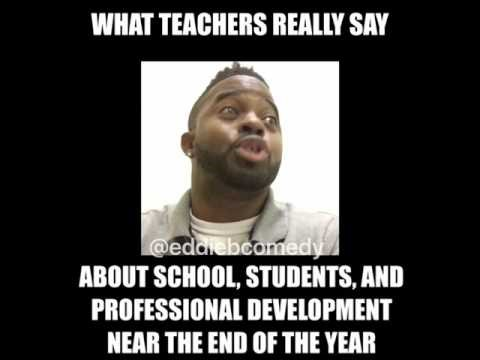 WHAT TEACHERS REALLY SAY
@eddiebcomedy
ABOUT SCHOOL, STUDENTS, AND
PROFESSIONAL DEVELOPMENT
NEAR THE END OF THE YEAR